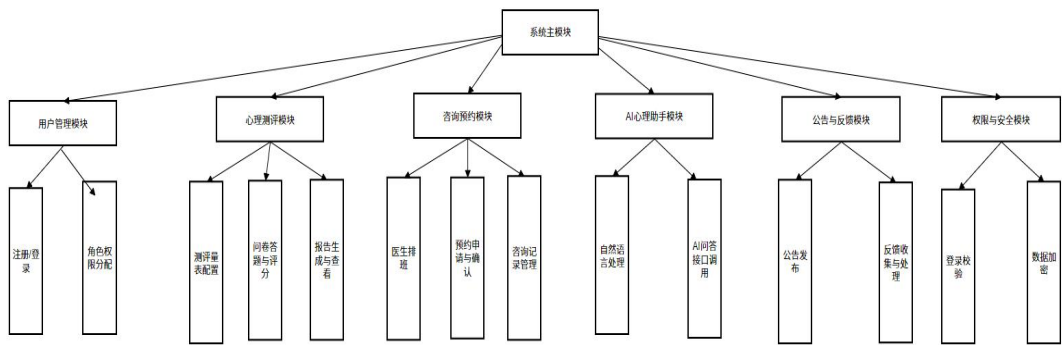 系统主模块
用户管理模块
心理测评模块
咨询预约模块
AI心理助手模块
公告与反馈模块
权限与安全模块
注册/登
录
角色权
限分配
测评量
表配置
问卷答
题与评
分
报告生
成与查
看
医生排
班
预约申
请与确
认
咨询记
录管理
自然语
言处理
AI问答
接口调
用
公告发
布
反馈收
集与处
理
登录校
验
数据加
密